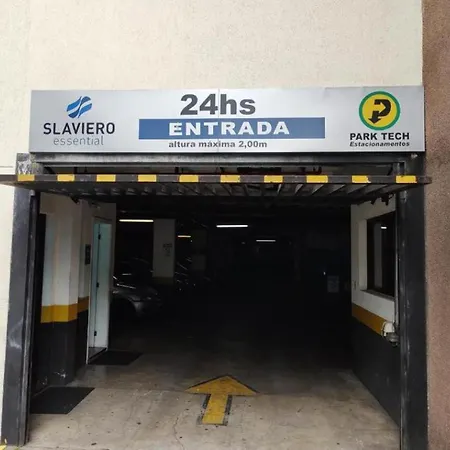 SLAVIERO
essential
24hs
ENTRADA
altura máxima 2,00m
PARK TECH
Estacionamentos